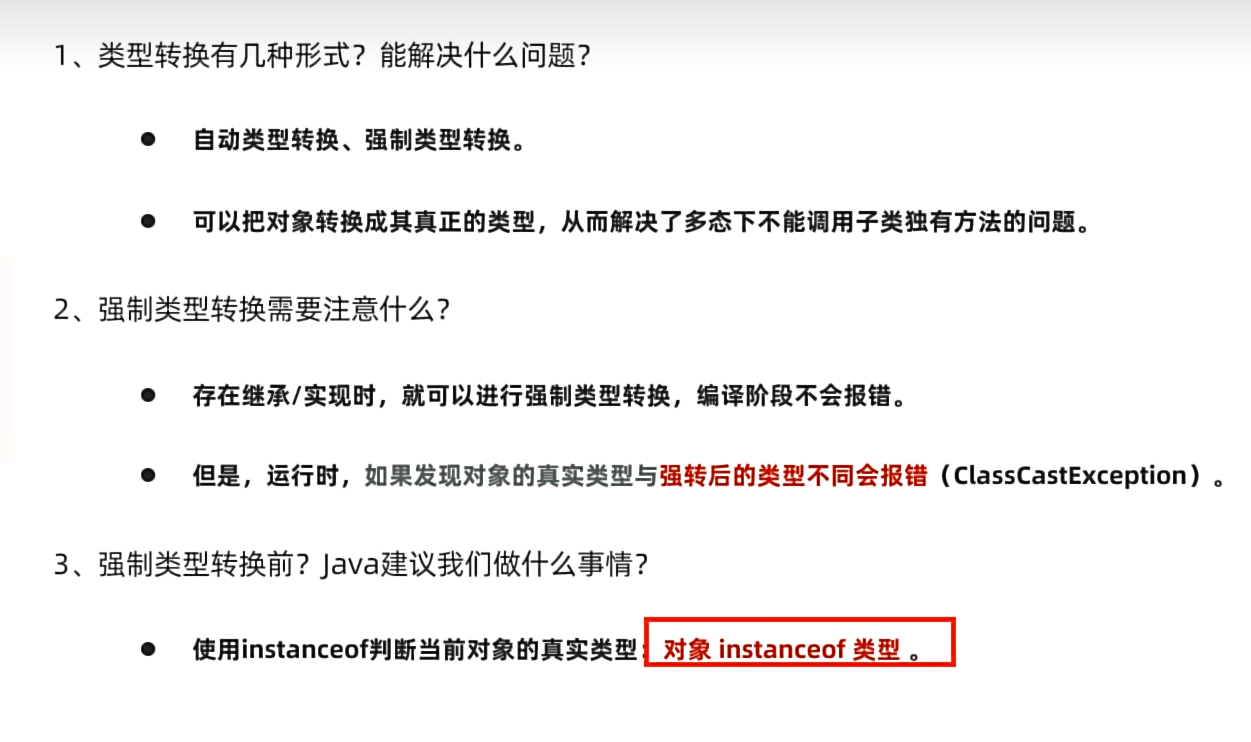 1、类型转换有几种形式？能解决什么问题？
● 自动类型转换、强制类型转换。
● 可以把对象转换成其真正的类型，从而解决了多态下不能调用子类独有方法的问题。
2、强制类型转换需要注意什么？
● 存在继承/实现时，就可以进行强制类型转换，编译阶段不会报错。
● 但是，运行时，如果发现对象的真实类型与强转后的类型不同会报错（ClassCastException）。
3、强制类型转换前？Java建议我们做什么事情？
● 使用instanceof判断当前对象的真实类型：对象 instanceof 类型 。